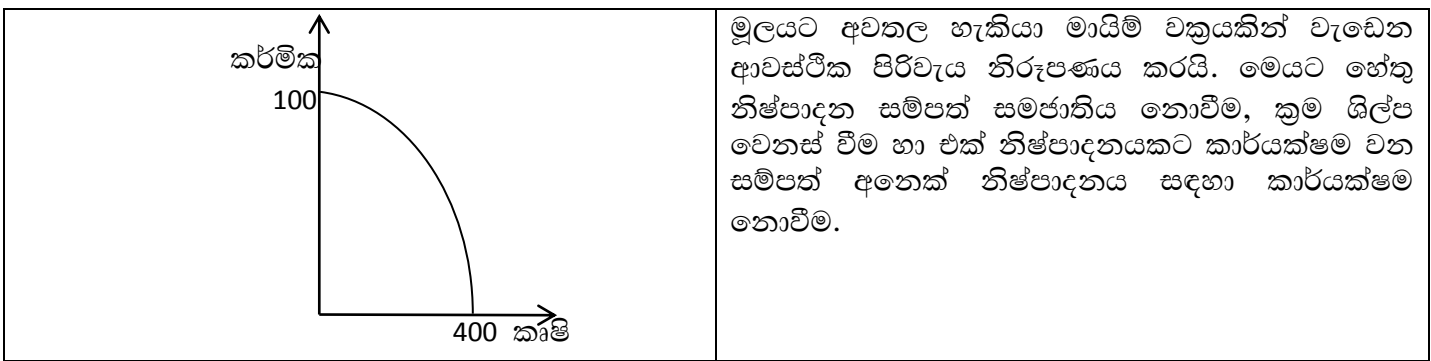 කර්මික
100
400 කෘෂි
මූලයට අවතල හැකියා මායිම් වක්‍රයකින් වැඩෙන
ආවස්ථික පිරිවැය නිරූපණය කරයි. මෙයට හේතු
නිෂ්පාදන සම්පත් සමජාතිය නොවීම, ක්‍රම ශිල්ප
වෙනස් වීම හා එක් නිෂ්පාදනයකට කාර්යක්ෂම වන
සම්පත් අනෙක් නිෂ්පාදනය සඳහා කාර්යක්ෂම
නොවීම.